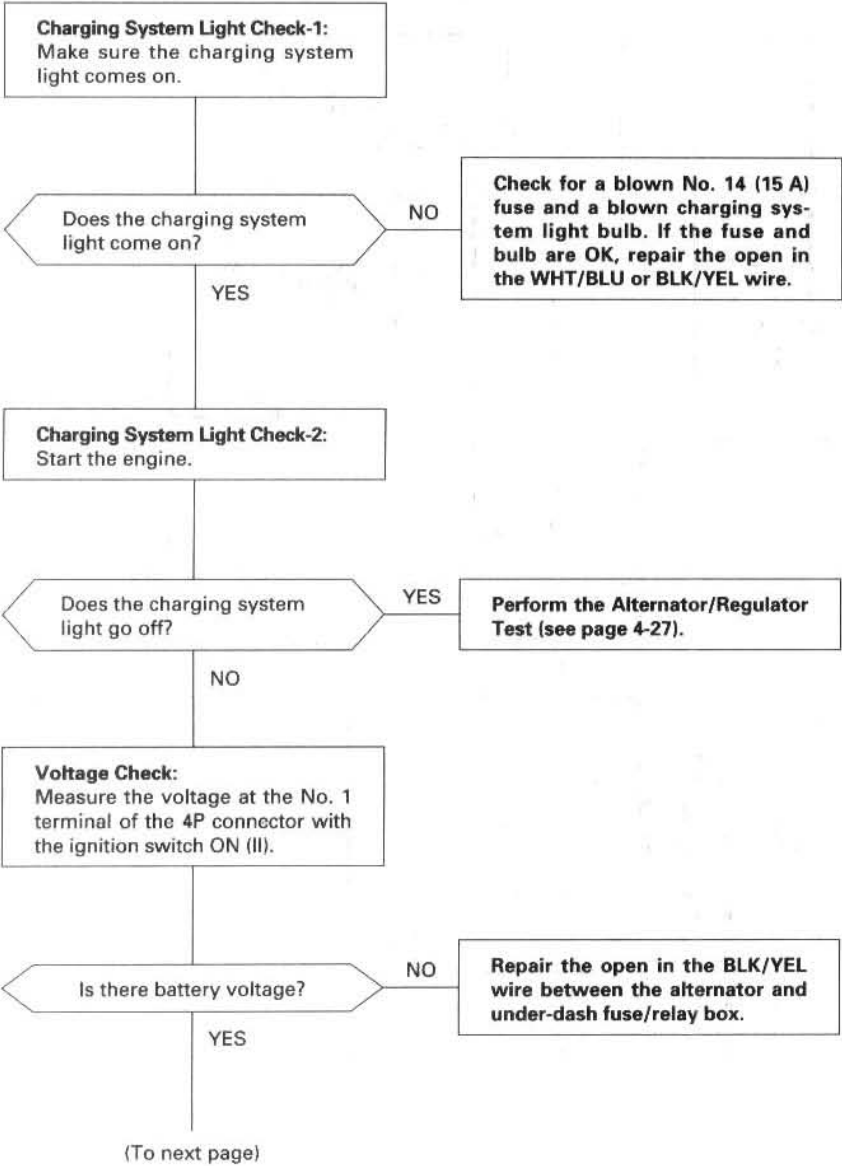 Charging System Light Check-1:
Make sure the charging system
light comes on.
Does the charging system
light come on?
NO
Check for a blown No. 14 (15 A)
fuse and a blown charging sys-
tem light bulb. If the fuse and
bulb are OK, repair the open in
the WHT/BLU or BLK/YEL wire.
YES
Charging System Light Check-2:
Start the engine.
Does the charging system
light go off?
YES
Perform the Alternator/Regulator
Test (see page 4-27).
NO
Voltage Check:
Measure the voltage at the No. 1
terminal of the 4P connector with
the ignition switch ON (II).
Is there battery voltage?
NO
Repair the open in the BLK/YEL
wire between the alternator and
under-dash fuse/relay box.
YES
(To next page)